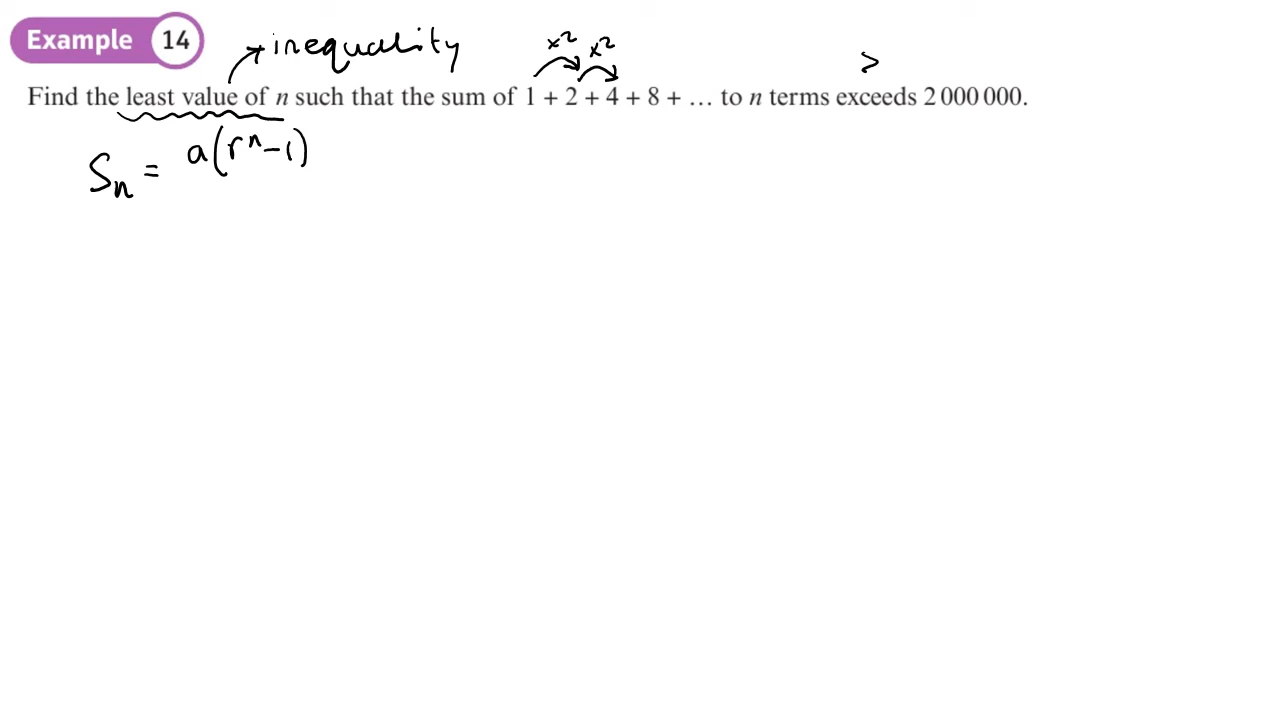 Example 14
inequality
×2 ×2
>
Find the least value of n such that the sum of 1 + 2 + 4 + 8 + … to n terms exceeds 2 000 000.
Sn = a(rⁿ-1)